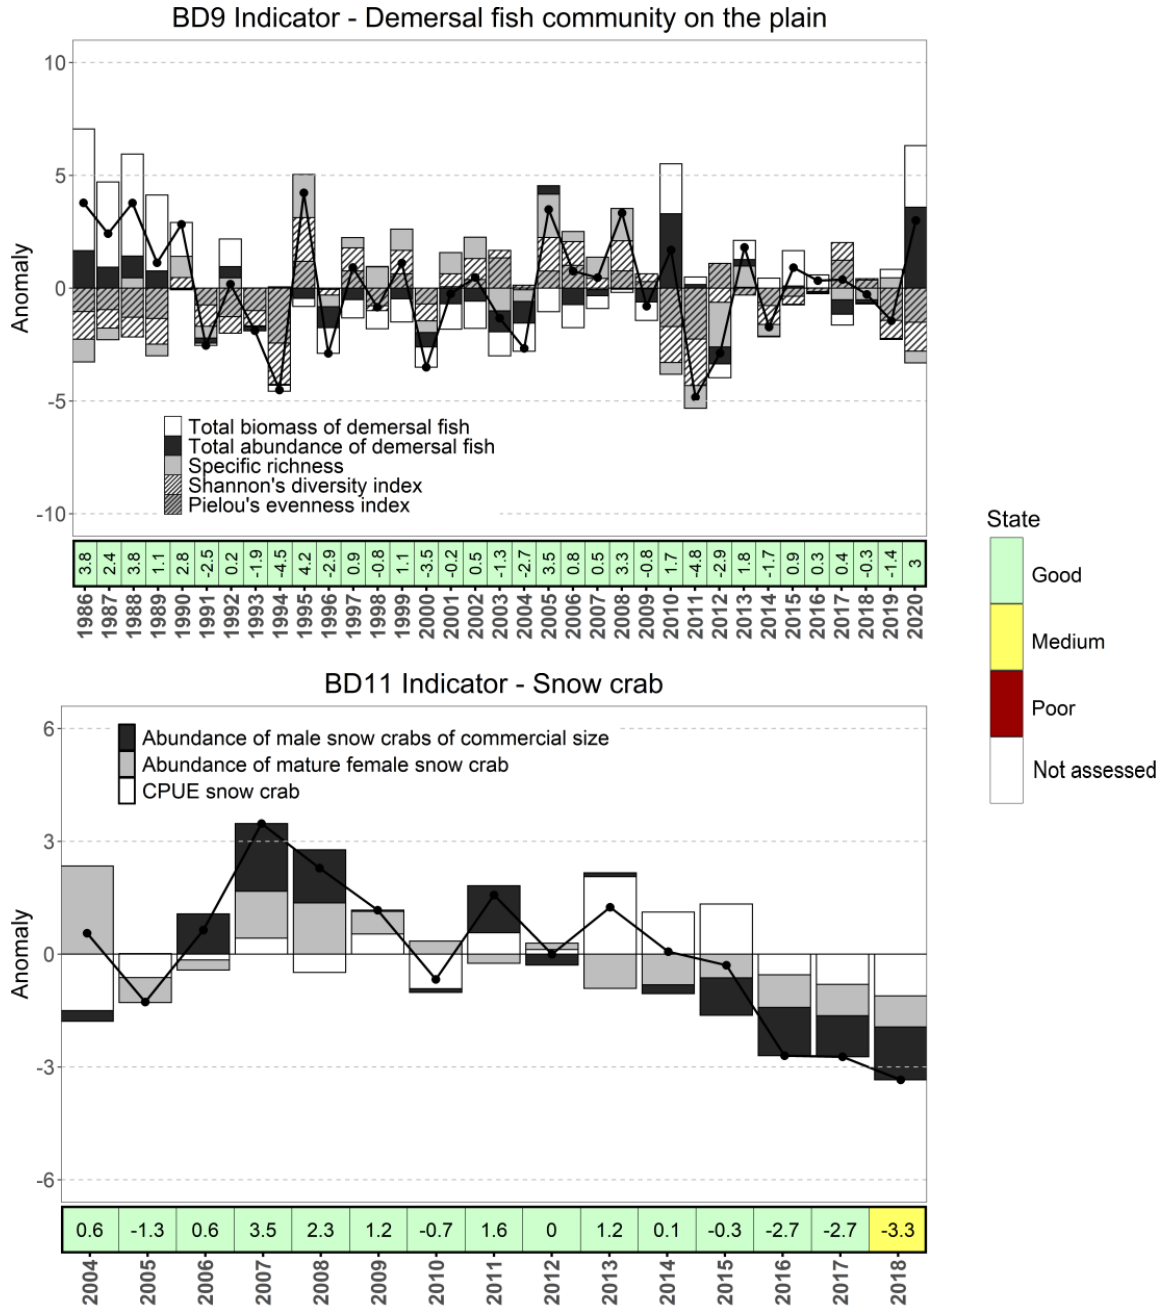 BD9 Indicator - Demersal fish community on the plain
Anomaly
10
5
0
-5
-10
Total biomass of demersal fish
Total abundance of demersal fish
Specific richness
Shannon's diversity index
Pielou's evenness index
3.8 2.4 3.8 1.1 2.8 -2.5 0.2 -1.9 -4.5 4.2 -2.9 0.9 -0.8 1.1 -3.5 -0.2 0.5 -1.3 -2.7 3.5 0.8 0.5 3.3 -0.8 1.7 -4.8 -2.9 1.8 -1.7 0.9 0.3 0.4 -0.3 -1.4 3
1986 1987 1988 1989 1990 1991 1992 1993 1994 1995 1996 1997 1998 1999 2000 2001 2002 2003 2004 2005 2006 2007 2008 2009 2010 2011 2012 2013 2014 2015 2016 2017 2018 2019 2020
State
Good
Medium
Poor
Not assessed
BD11 Indicator - Snow crab
Anomaly
6
3
0
-3
-6
Abundance of male snow crabs of commercial size
Abundance of mature female snow crab
CPUE snow crab
0.6 -1.3 0.6 3.5 2.3 1.2 -0.7 1.6 0 1.2 0.1 -0.3 -2.7 -2.7 -3.3
2004 2005 2006 2007 2008 2009 2010 2011 2012 2013 2014 2015 2016 2017 2018